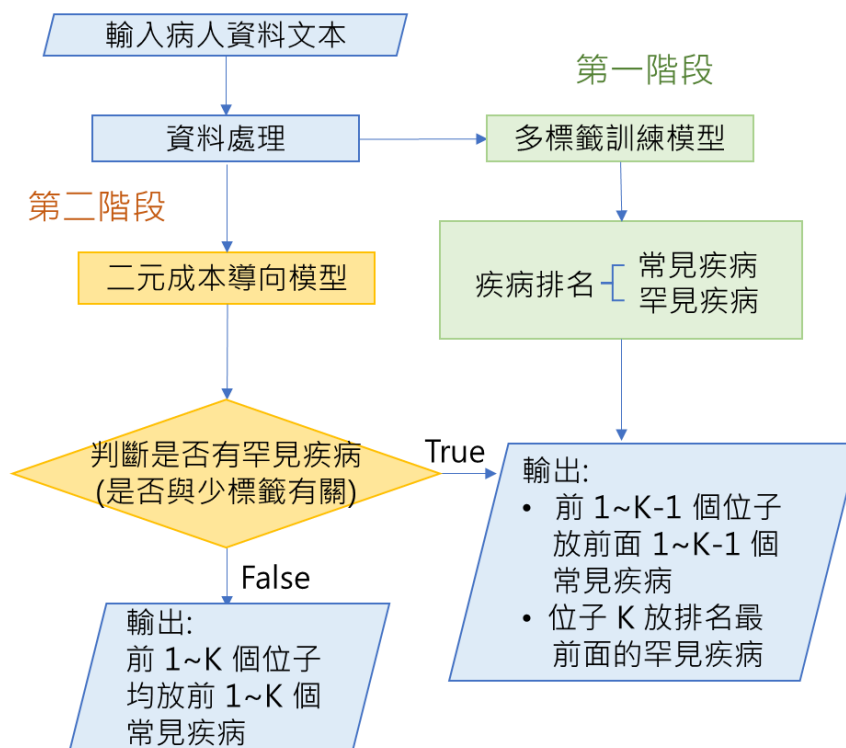 輸入病人資料文本
第一階段
資料處理
多標籤訓練模型
第二階段
二元成本導向模型
疾病排名
常見疾病
罕見疾病
判斷是否有罕見疾病
(是否與少標籤有關)
True
False
輸出:
• 前 1~K-1 個位子
放前面 1~K-1 個
常見疾病
• 位子 K 放排名最
前面的罕見疾病
輸出:
前 1~K 個位子
均放前 1~K 個
常見疾病